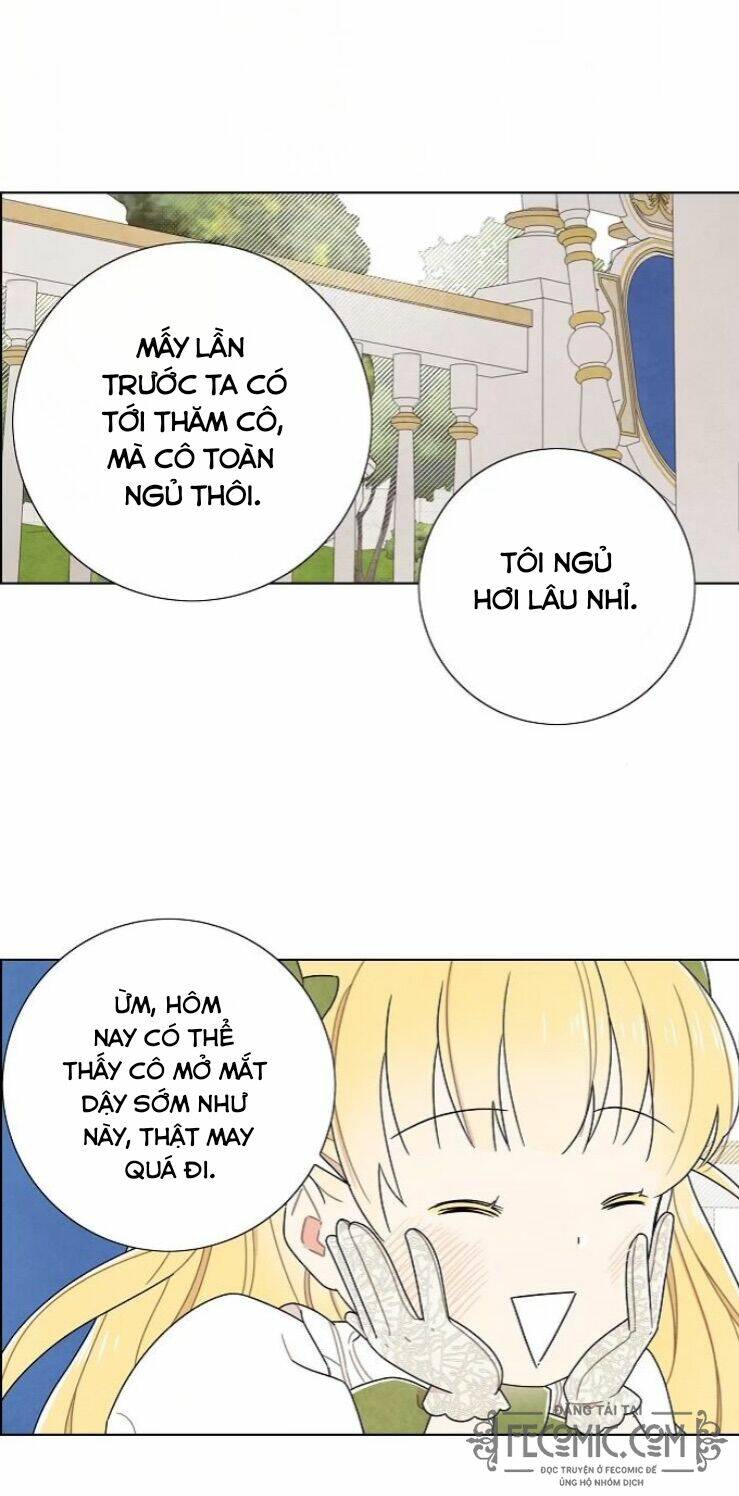 MẤY LẦN
TRƯỚC TA CÓ
TỚI THĂM CÔ,
MÀ CÔ TOÀN
NGỦ THÔI.
TÔI NGỦ
HƠI LÂU NHỈ.
ỪM, HÔM
NAY CÓ THỂ
THẤY CÔ MỞ MẮT
DẬY SỚM NHƯ
NÀY, THẬT MAY
QUÁ ĐI.
ĐĂNG TẢI TẠI
FECOMIC.COM
ĐỌC TRUYỆN Ở FECOMIC ĐỂ
ỦNG HỘ NHÓM DỊCH